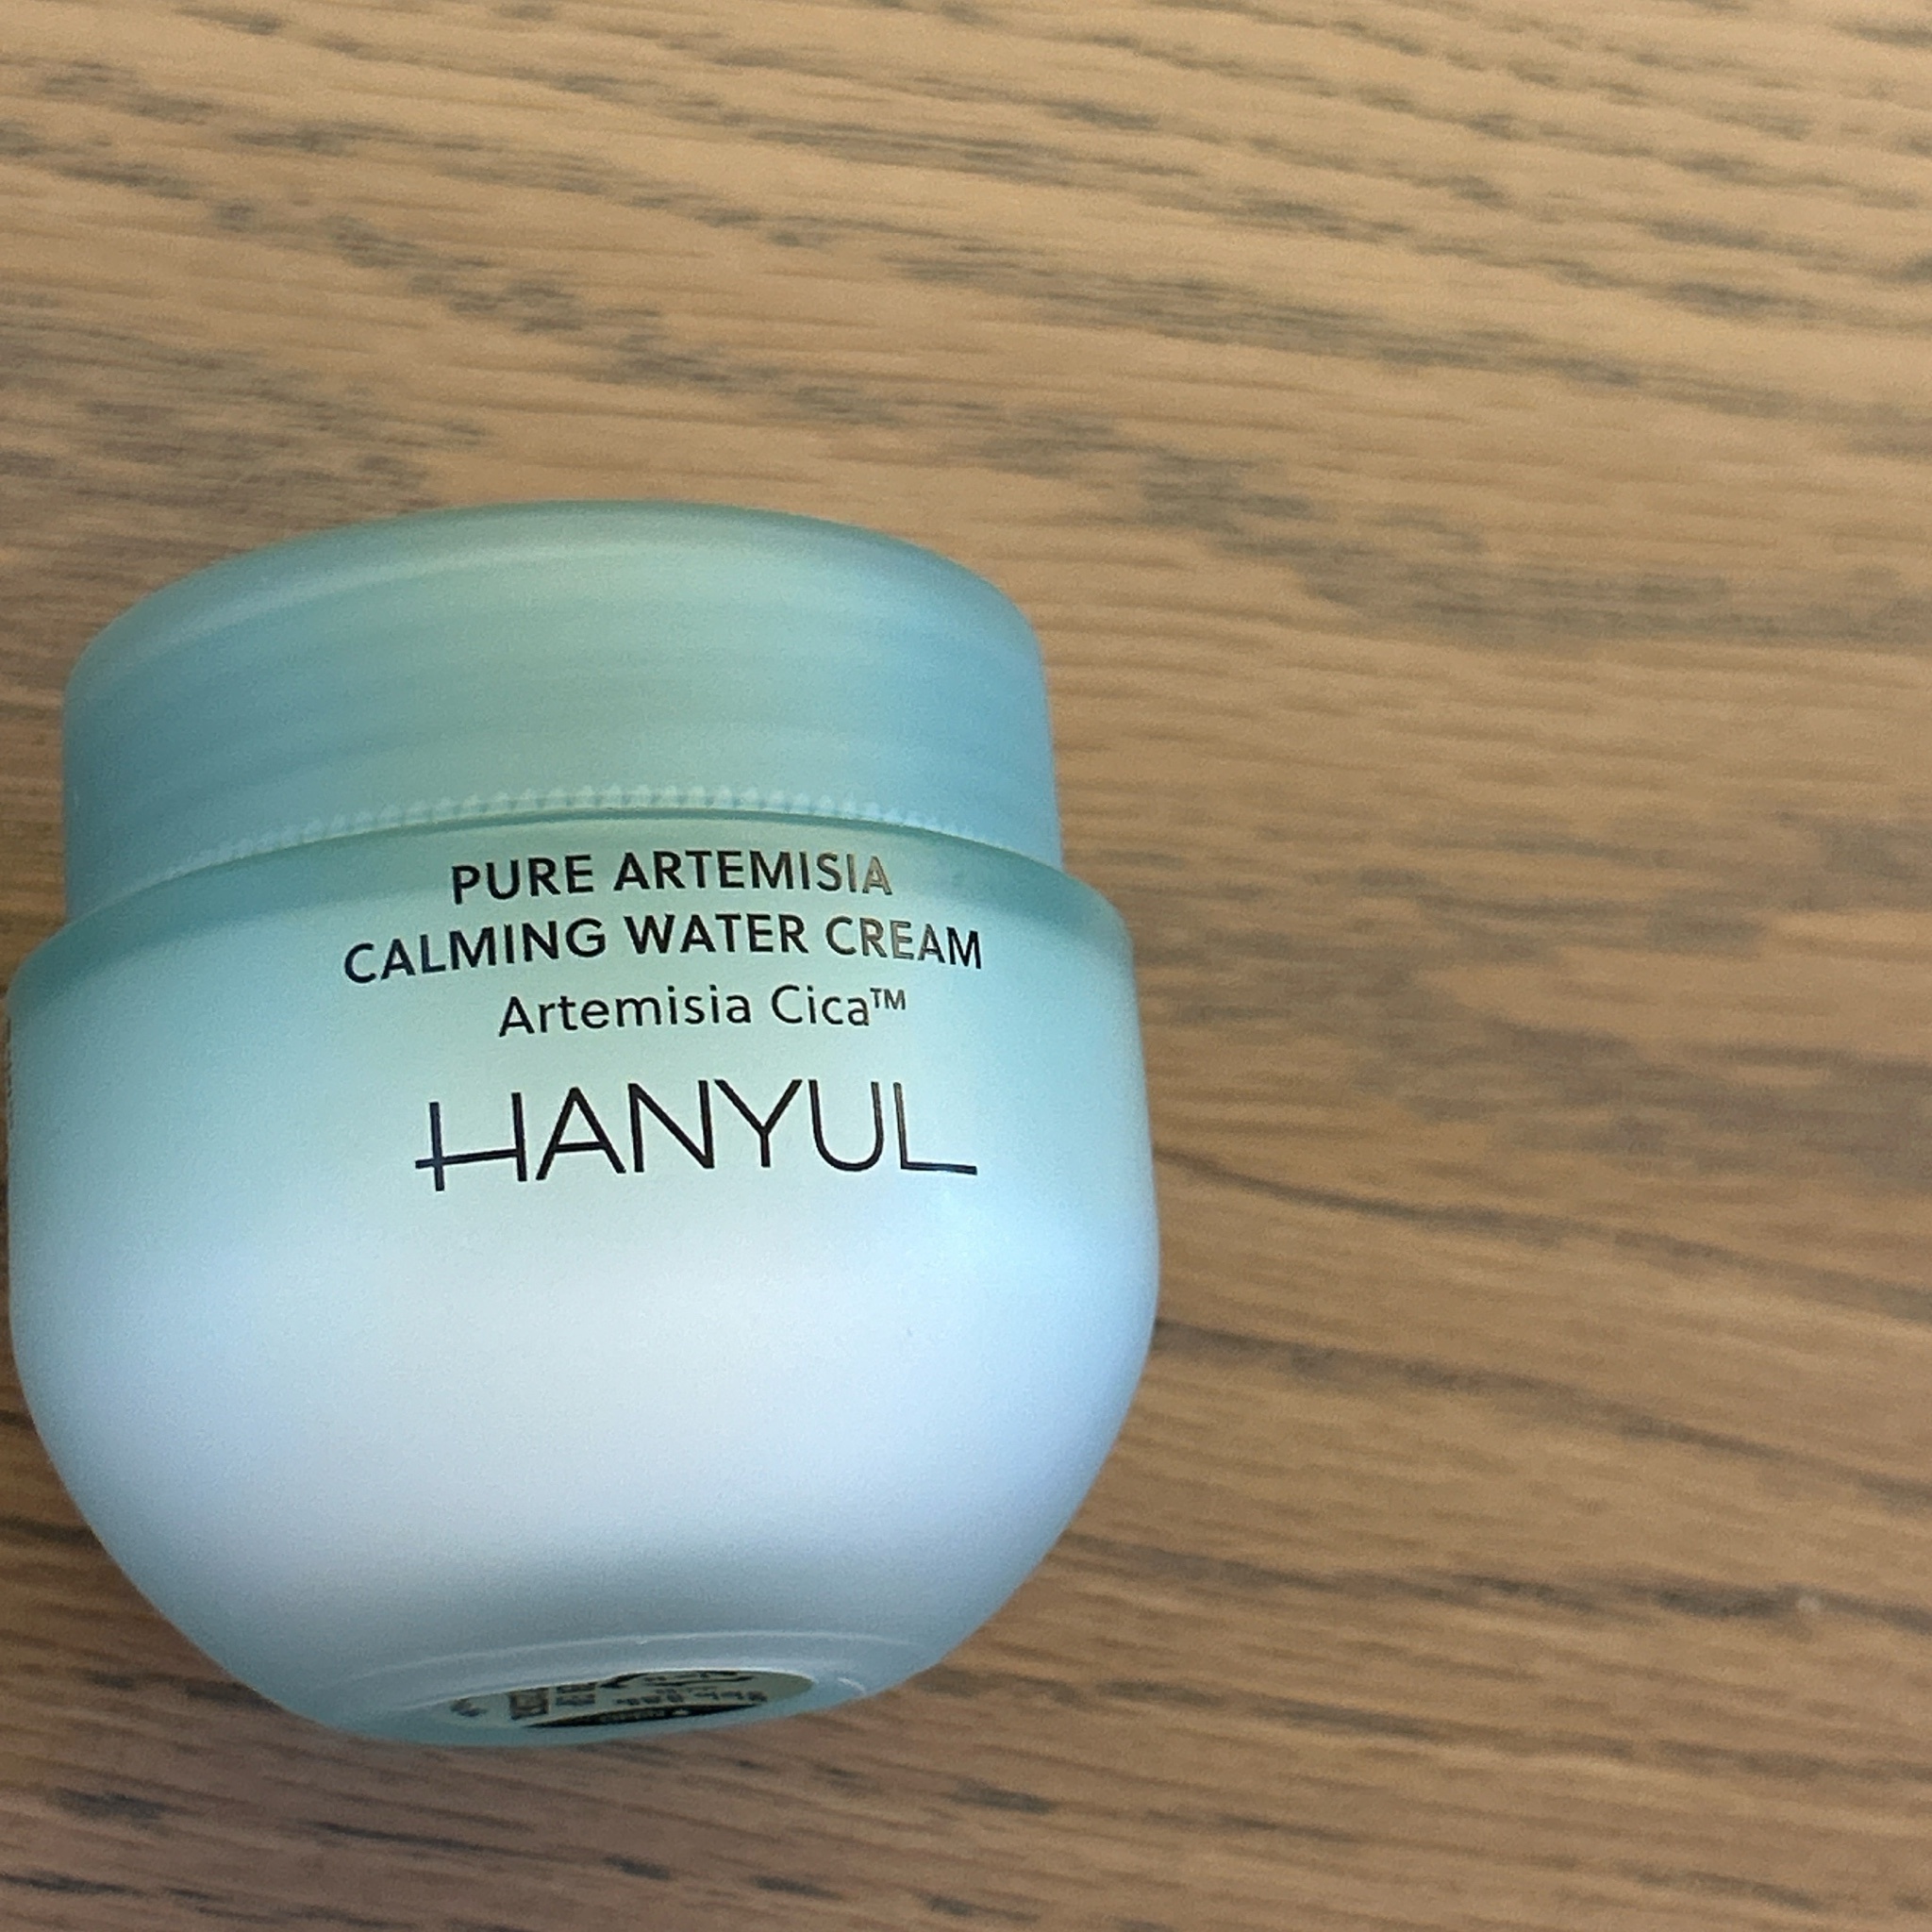 PURE ARTEMISIA
CALMING WATER CREAM
Artemisia Cica™
HANYUL